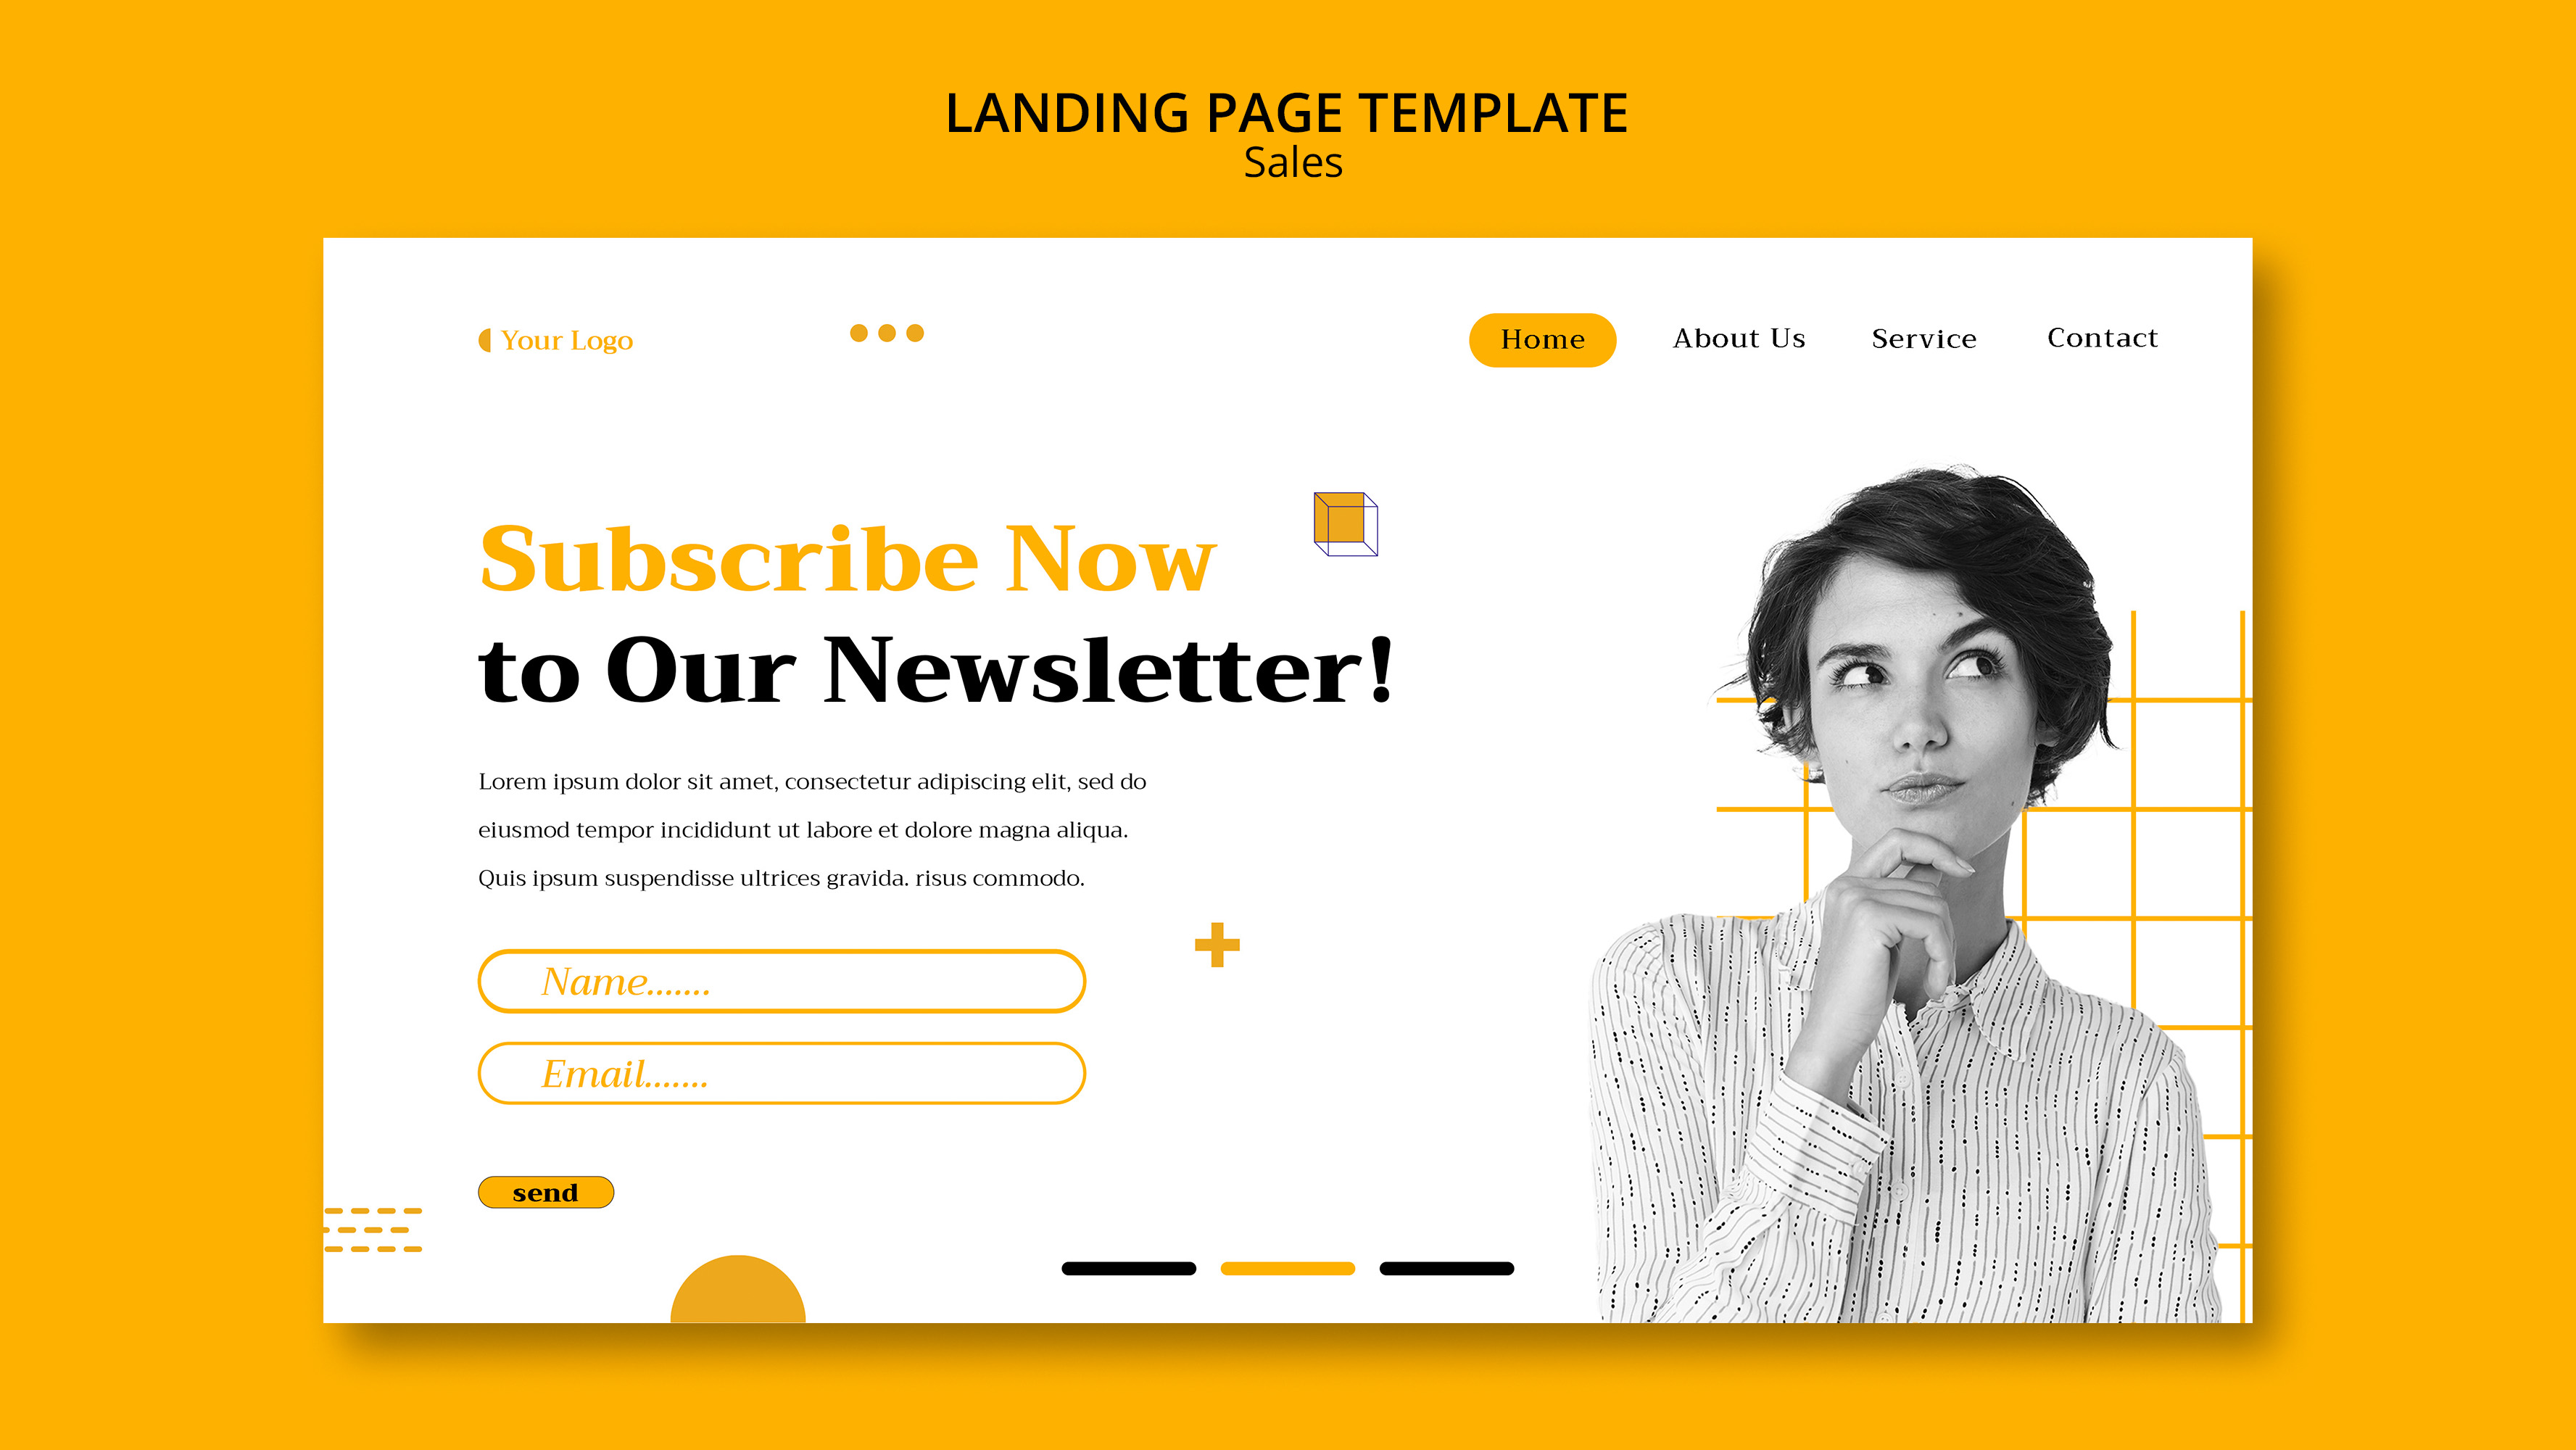 LANDING PAGE TEMPLATE
Sales
Your Logo
Home
About Us
Service
Contact
Subscribe Now
to Our Newsletter!
Lorem ipsum dolor sit amet, consectetur adipiscing elit, sed do
eiusmod tempor incididunt ut labore et dolore magna aliqua.
Quis ipsum suspendisse ultrices gravida. risus commodo.
Name.......
Email.......
send